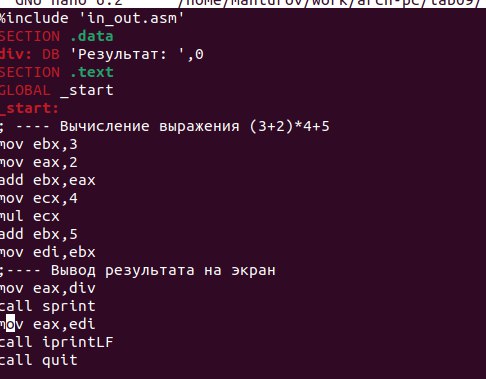 GNU nano 6.2 /home/manturov/work/arch-pc/lab09/
%include 'in_out.asm'
SECTION .data
div: DB 'Результат: ',0
SECTION .text
GLOBAL _start
_start:
; ---- Вычисление выражения (3+2)*4+5
mov ebx,3
mov eax,2
add ebx,eax
mov ecx,4
mul ecx
add ebx,5
mov edi,ebx
;---- Вывод результата на экран
mov eax,div
call sprint
mov eax,edi
call iprintLF
call quit